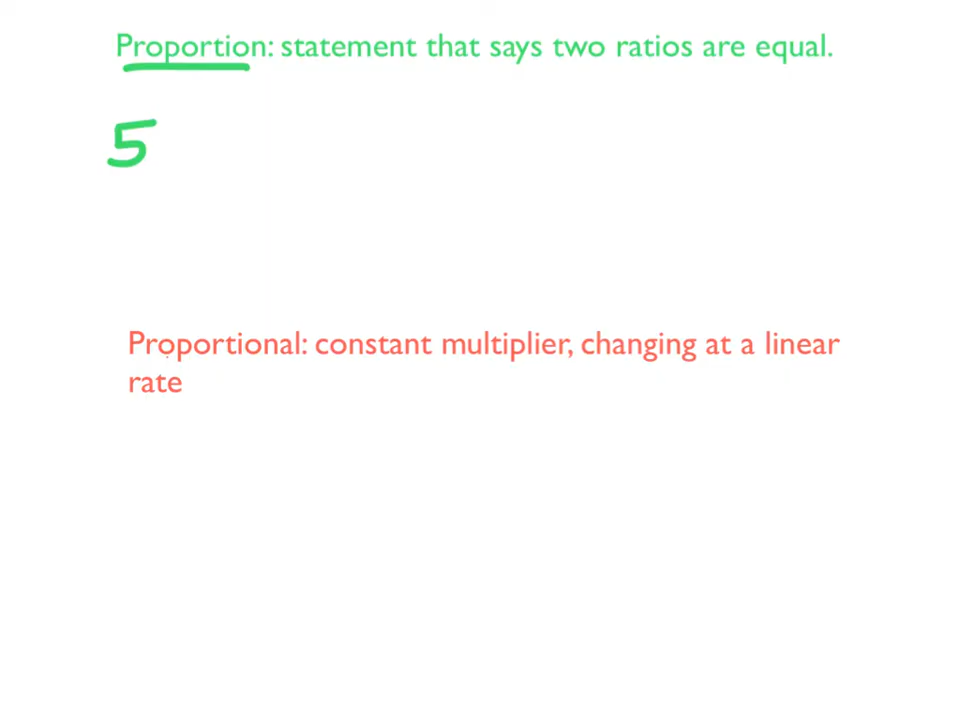 Proportion: statement that says two ratios are equal.
5
Proportional: constant multiplier, changing at a linear
rate